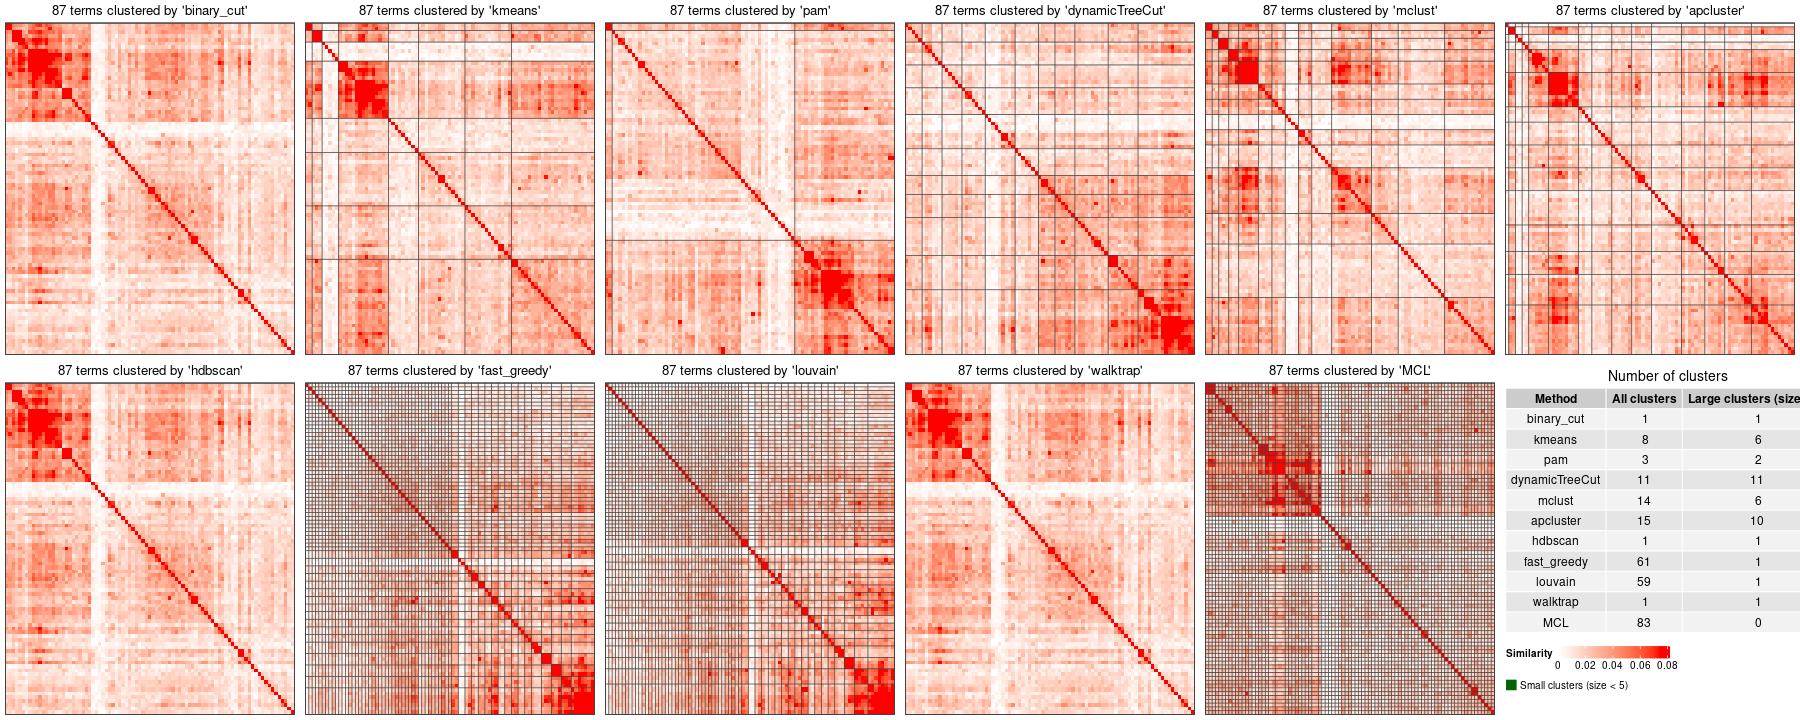 87 terms clustered by 'binary_cut'
87 terms clustered by 'kmeans'
87 terms clustered by 'pam'
87 terms clustered by 'dynamicTreeCut'
87 terms clustered by 'mclust'
87 terms clustered by 'apcluster'
87 terms clustered by 'hdbscan'
87 terms clustered by 'fast_greedy'
87 terms clustered by 'louvain'
87 terms clustered by 'walktrap'
87 terms clustered by 'MCL'
Number of clusters
Method All clusters Large clusters (size
binary_cut 1 1
kmeans 8 6
pam 3 2
dynamicTreeCut 11 11
mclust 14 6
apcluster 15 10
hdbscan 1 1
fast_greedy 61 1
louvain 59 1
walktrap 1 1
MCL 83 0
Similarity
0 0.02 0.04 0.06 0.08
Small clusters (size < 5)